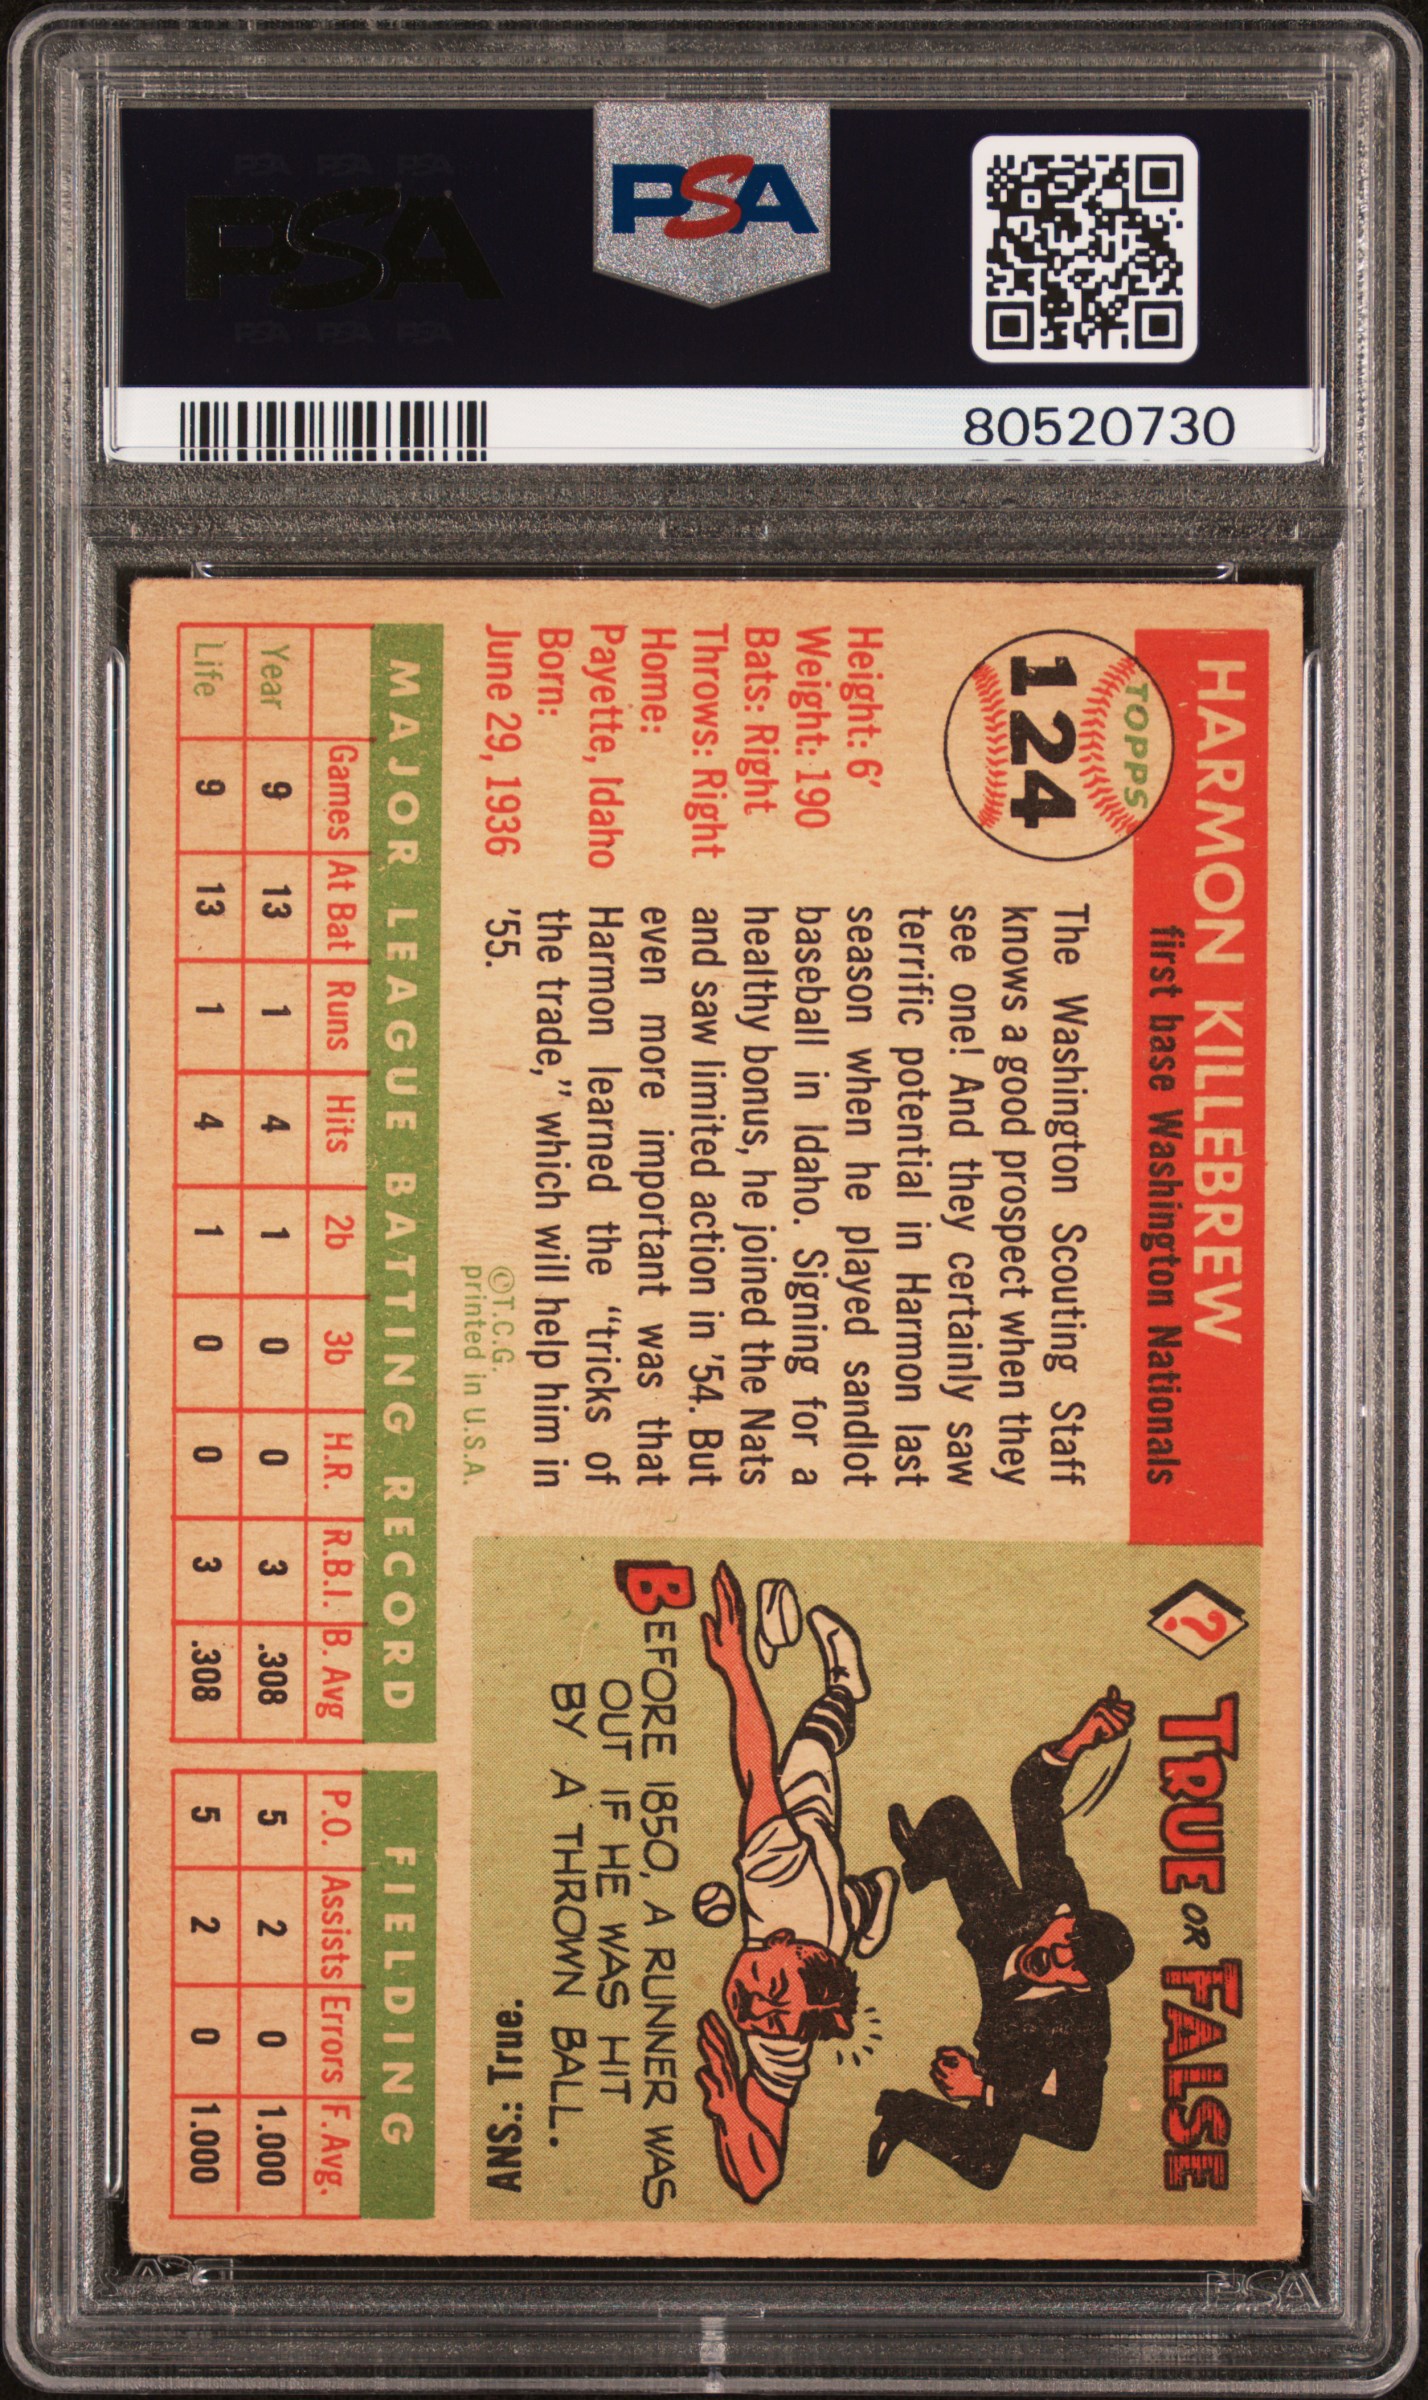 PSA PSA PSA
PSA
PSA PSA PSA
PSA
80520730
HARMON KILLEBREW
first base Washington Nationals
TOPPS
124
Height: 6'
Weight: 190
Bats: Right
Throws: Right
Home:
Payette, Idaho
Born:
June 29, 1936
The Washington Scouting Staff
knows a good prospect when they
see one! And they certainly saw
terrific potential in Harmon last
season when he played sandlot
baseball in Idaho. Signing for a
healthy bonus, he joined the Nats
and saw limited action in '54. But
even more important was that
Harmon learned the "tricks of
the trade," which will help him in
'55.
©T.C.G.
printed in U.S.A.
? TRUE OR FALSE
BEFORE 1850, A RUNNER WAS
OUT IF HE WAS HIT
BY A THROWN BALL.
ANS.: True.
MAJOR LEAGUE BATTING RECORD FIELDING
Games At Bat Runs Hits 2b 3b H.R. R.B.I. B. Avg P.O. Assists Errors F. Avg.
Year 9 13 1 4 1 0 0 3 .308 5 2 0 1.000
Life 9 13 1 4 1 0 0 3 .308 5 2 0 1.000
PSA
PSA